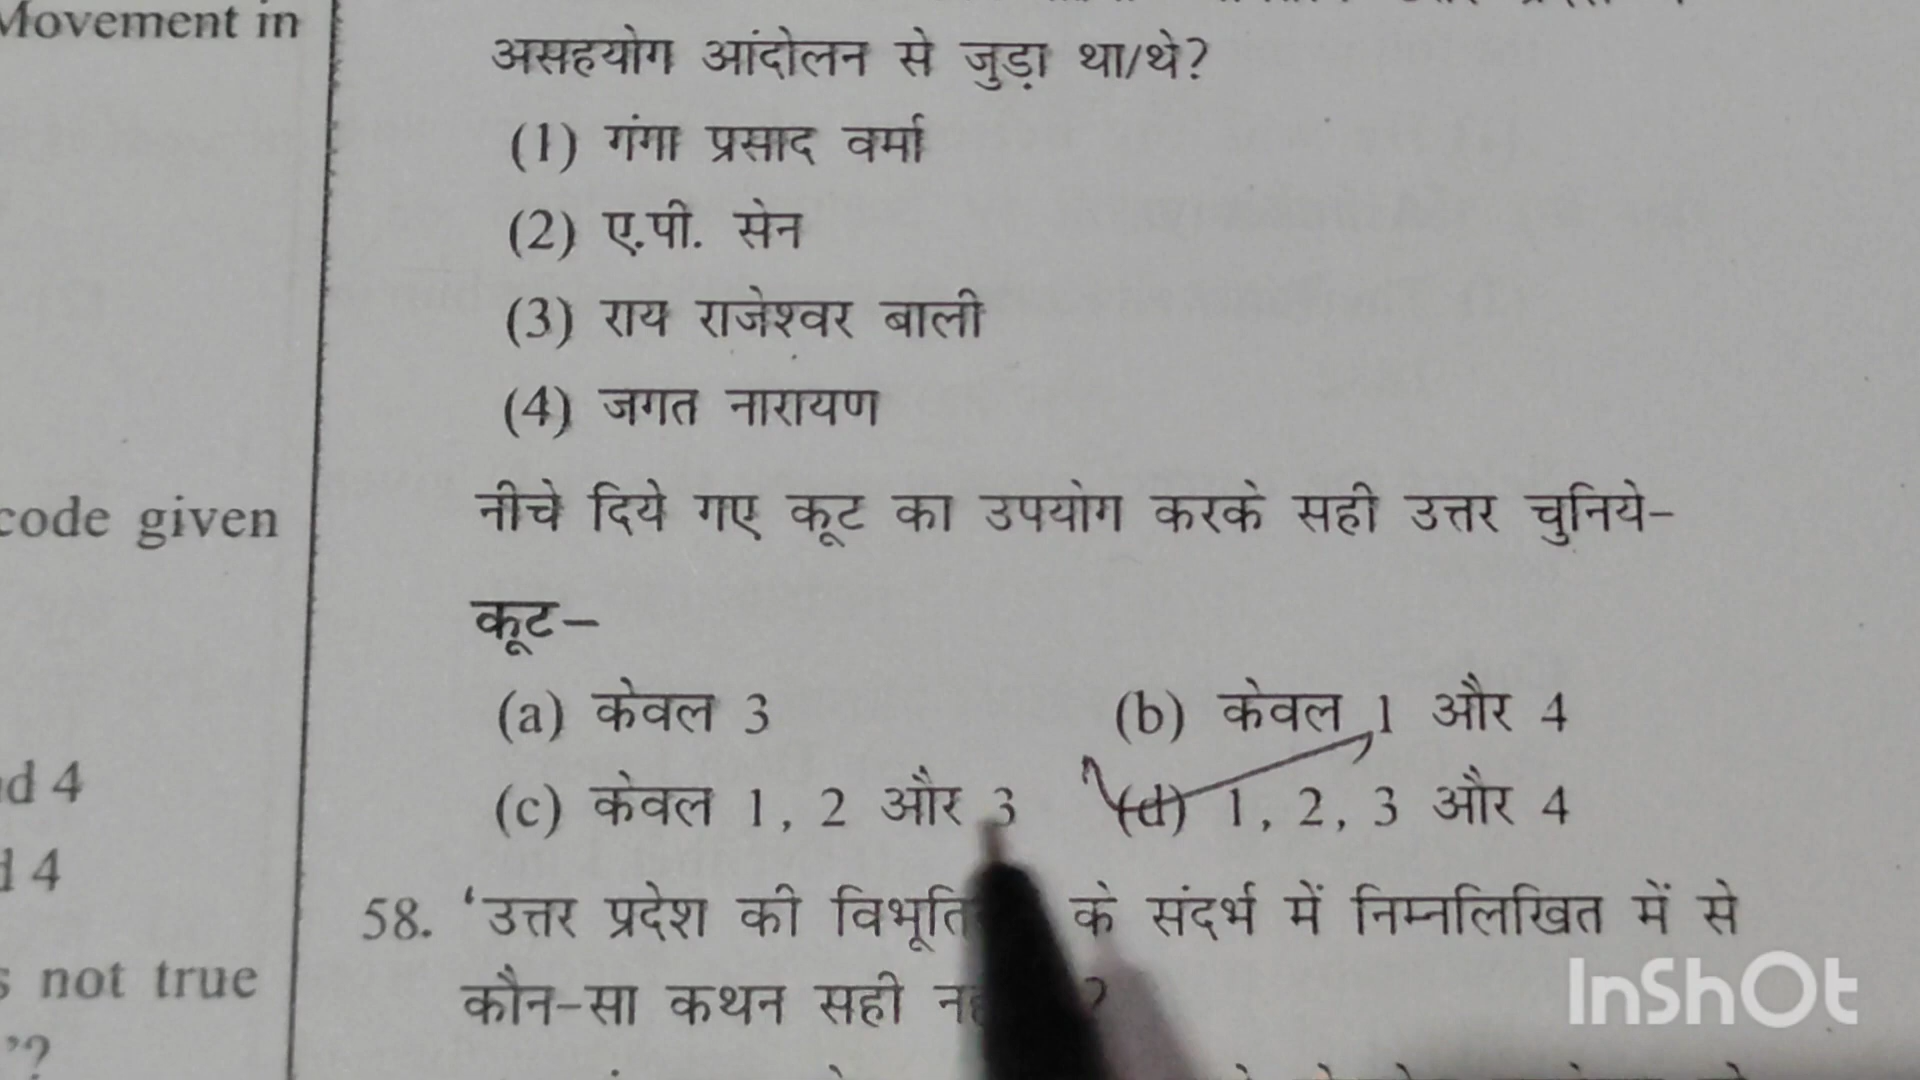 Movement in
असहयोग आंदोलन से जुड़ा था/थे?
(1) गंगा प्रसाद वर्मा
(2) ए.पी. सेन
(3) राय राजेश्वर बाली
(4) जगत नारायण
code given
नीचे दिये गए कूट का उपयोग करके सही उत्तर चुनिये-
कूट-
(a) केवल 3 (b) केवल 1 और 4
d 4
(c) केवल 1, 2 और 3 (d) 1, 2, 3 और 4
4
58. 'उत्तर प्रदेश की के संदर्भ में निम्नलिखित में से
not true
कौन-सा कथन सही ?
'?
InShOt